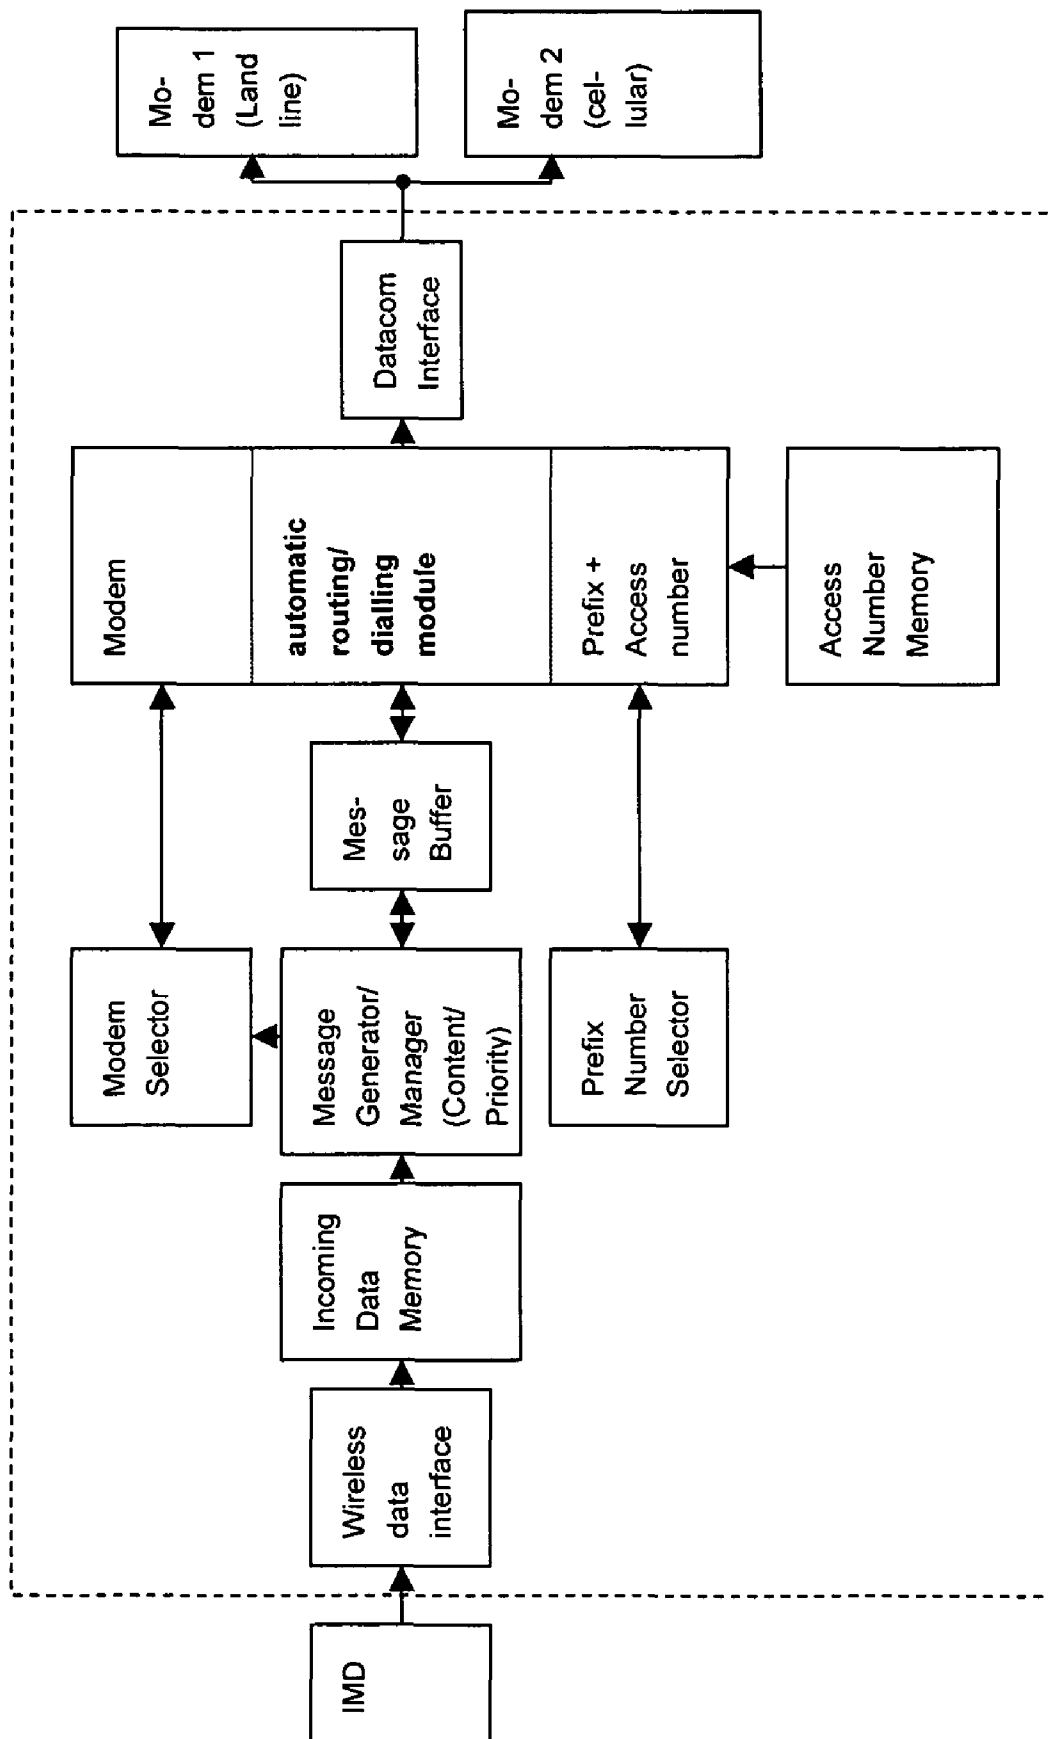 IMD
Wireless
data
interface
Incoming
Data
Memory
Modem
Selector
Message
Generator/
Manager
(Content/
Priority)
Prefix
Number
Selector
Mes-
sage
Buffer
Modem
automatic
routing/
dialling
module
Prefix +
Access
number
Access
Number
Memory
Datacom
Interface
Mo-
dem 1
(Land
line)
Mo-
dem 2
(cel-
lular)